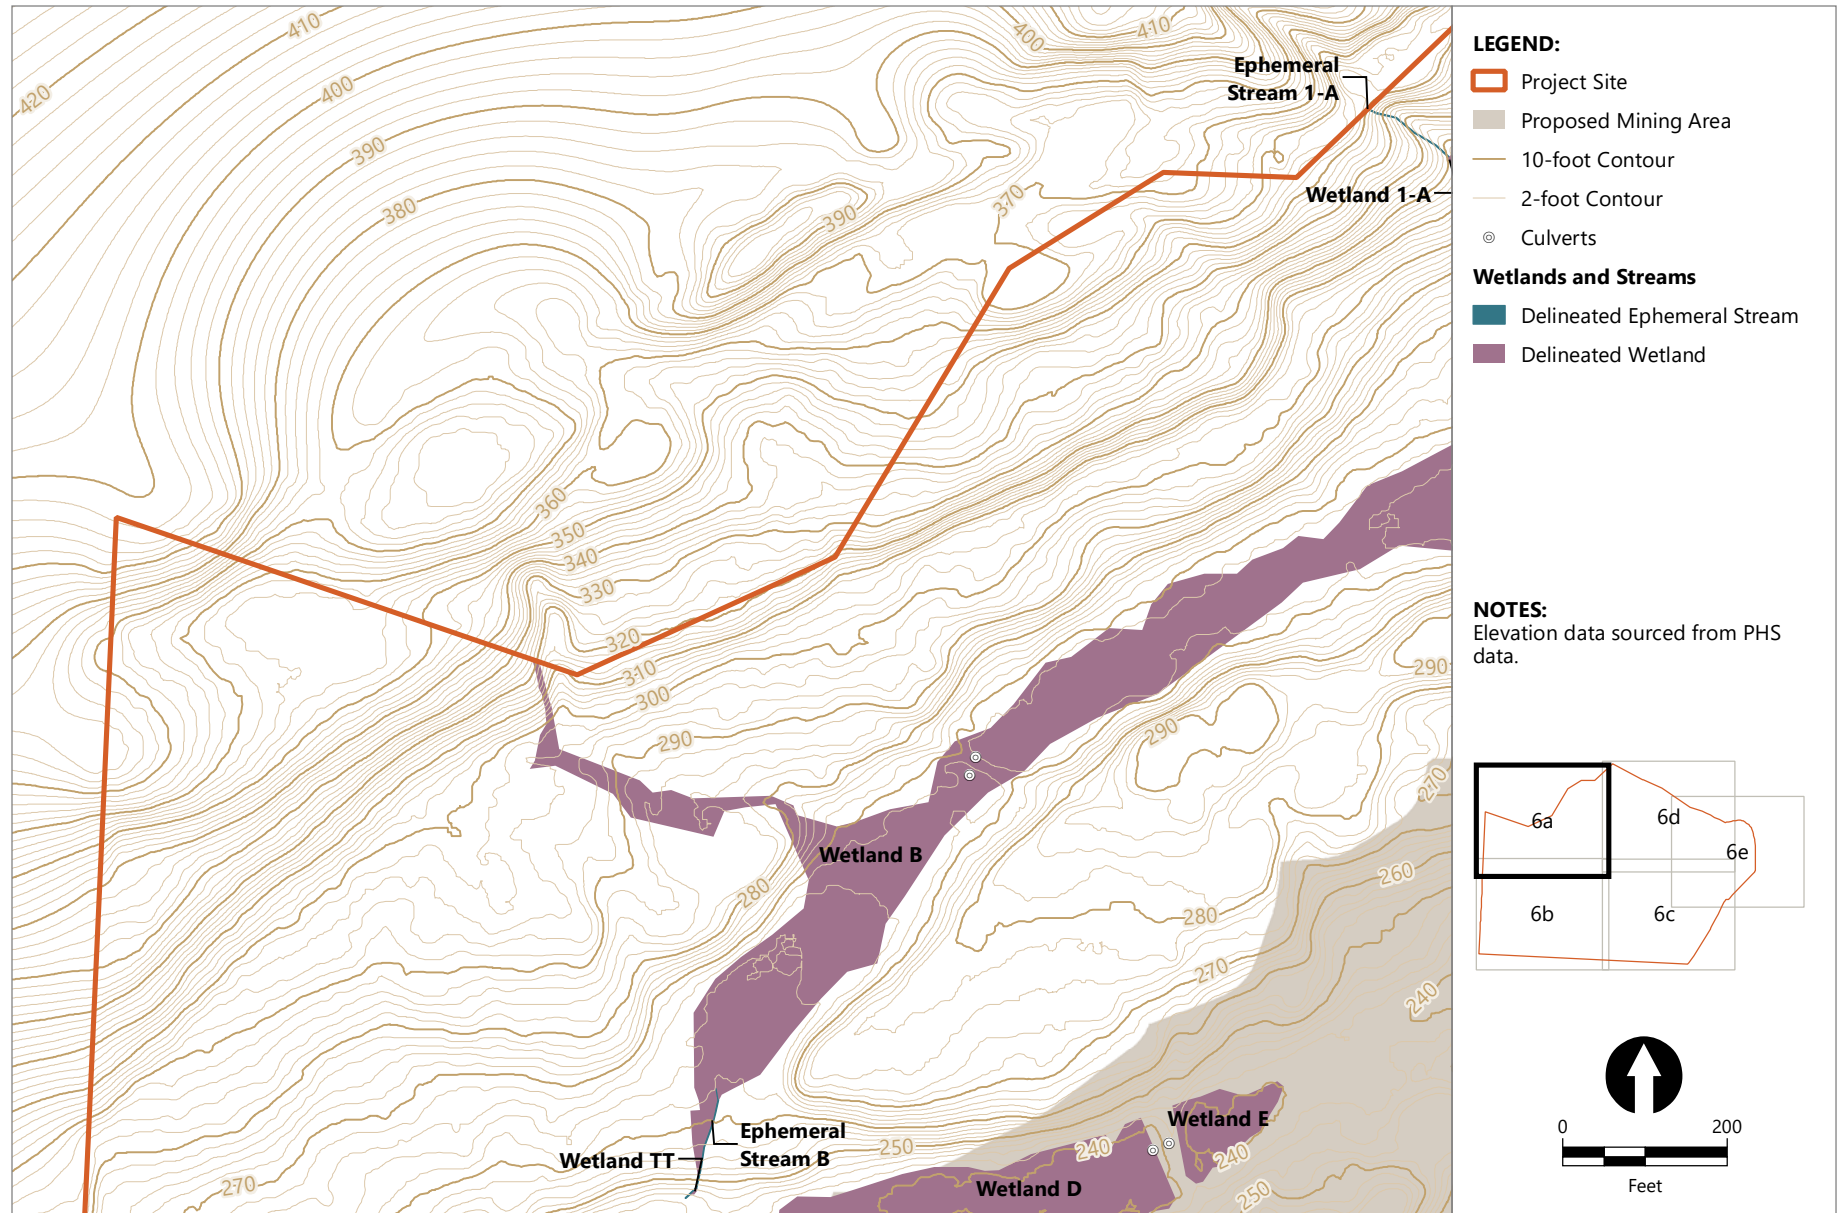 410
400
410
420
400
390
380
390
370
Ephemeral
Stream 1-A
Wetland 1-A
360
350
340
330
320
310
300
290
290
290
280
Wetland B
270
260
280
270
240
Ephemeral
Stream B
Wetland TT
250
240
Wetland E
240
Wetland D
270
250
LEGEND:
Project Site
Proposed Mining Area
10-foot Contour
2-foot Contour
Culverts
Wetlands and Streams
Delineated Ephemeral Stream
Delineated Wetland
NOTES:
Elevation data sourced from PHS
data.
6a
6d
6e
6b
6c
0 200
Feet